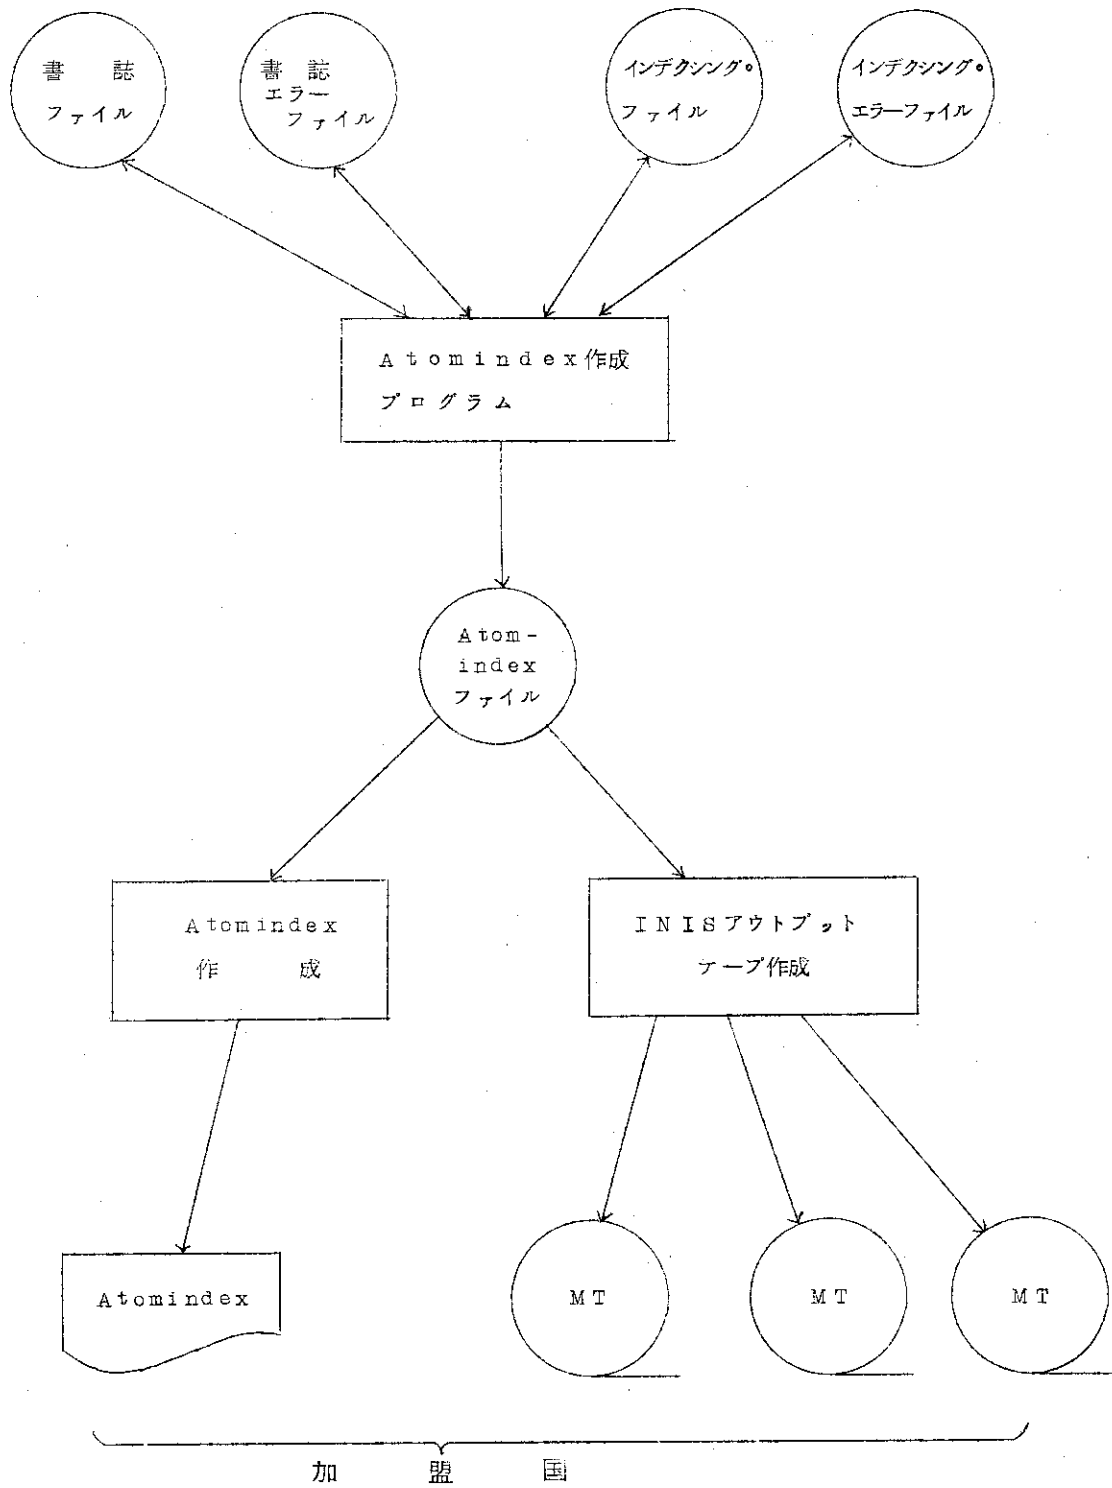 書誌
ファイル
書誌
エラー
ファイル
インデクシング。
ファイル
インデクシング。
エラーファイル
Atomindex作成
プログラム
Atom-
index
ファイル
Atomindex
作成
INISアウトプット
テープ作成
Atomindex
MT
MT
MT
加盟国